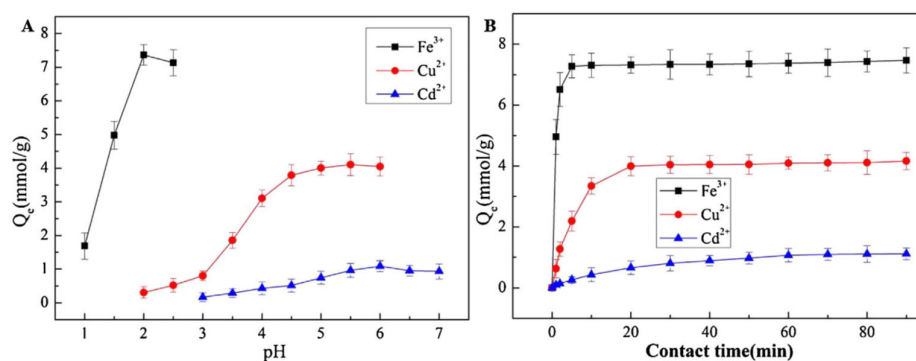 A
Fe³⁺
Cu²⁺
Cd²⁺
Qe(mmol/g)
8
7
6
5
4
3
2
1
0
1 2 3 4 5 6 7
pH
B
Fe³⁺
Cu²⁺
Cd²⁺
Qe(mmol/g)
8
6
4
2
0
0 20 40 60 80
Contact time(min)